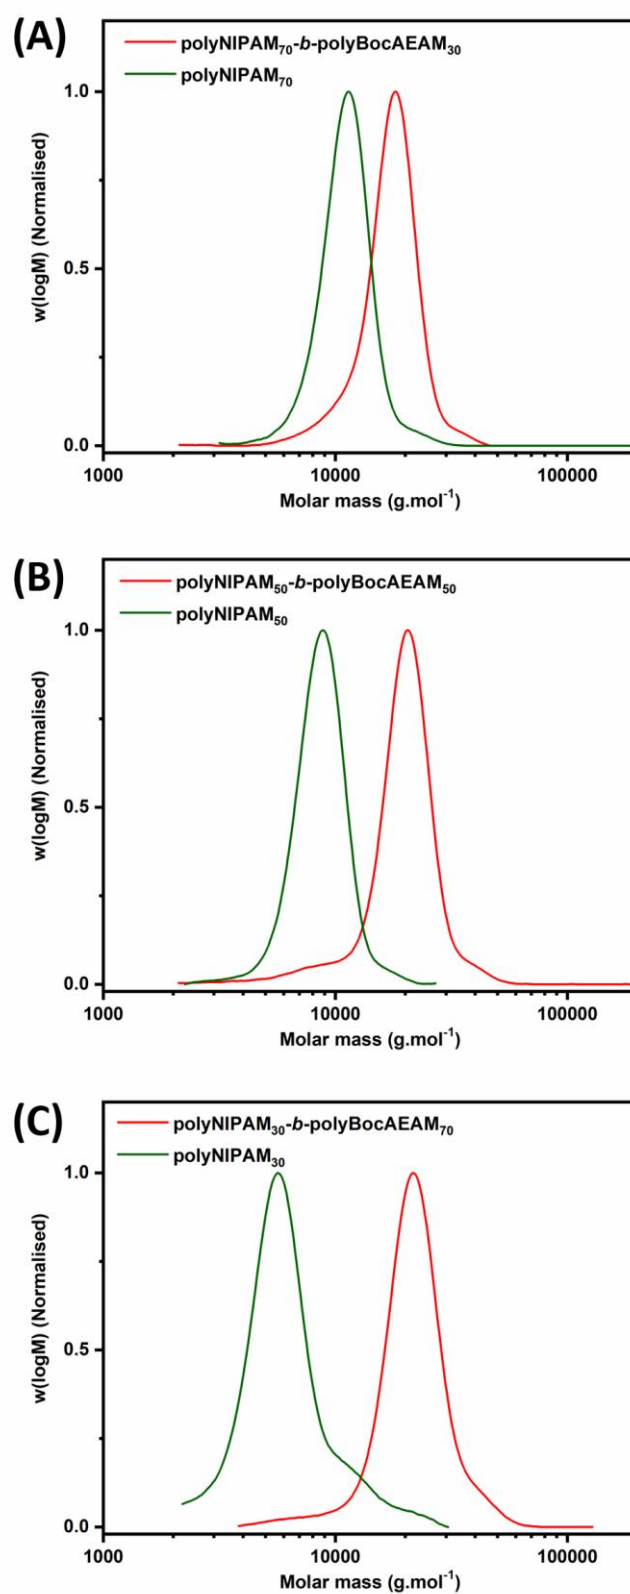 (A)
polyNIPAM₇₀-b-polyBocAEAM₃₀
polyNIPAM₇₀
1.0
0.5
0.0
w(logM) (Normalised)
1000 10000 100000
Molar mass (g.mol⁻¹)
(B)
polyNIPAM₅₀-b-polyBocAEAM₅₀
polyNIPAM₅₀
1.0
0.5
0.0
w(logM) (Normalised)
1000 10000 100000
Molar mass (g.mol⁻¹)
(C)
polyNIPAM₃₀-b-polyBocAEAM₇₀
polyNIPAM₃₀
1.0
0.5
0.0
w(logM) (Normalised)
1000 10000 100000
Molar mass (g.mol⁻¹)